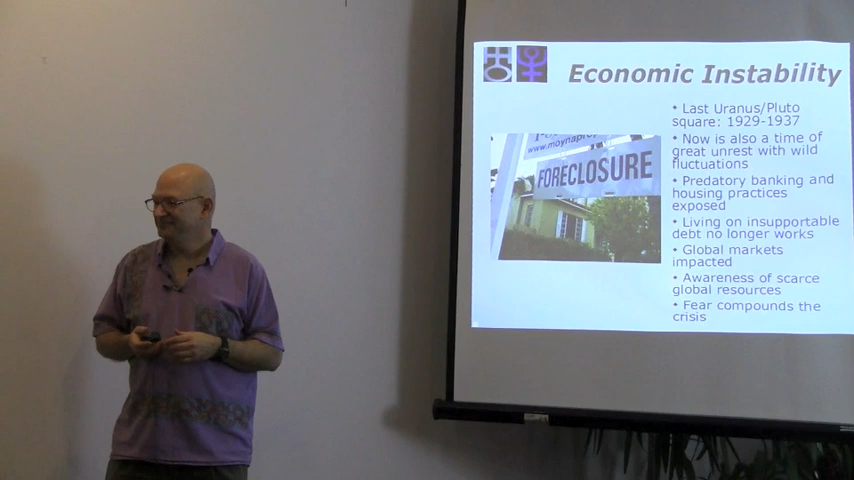 Economic Instability
• Last Uranus/Pluto
square: 1929-1937
• Now is also a time of
great unrest with wild
fluctuations
• Predatory banking and
housing practices
exposed
• Living on insupportable
debt no longer works
• Global markets
impacted
• Awareness of scarce
global resources
• Fear compounds the
crisis
www.moynaprop
FORECLOSURE